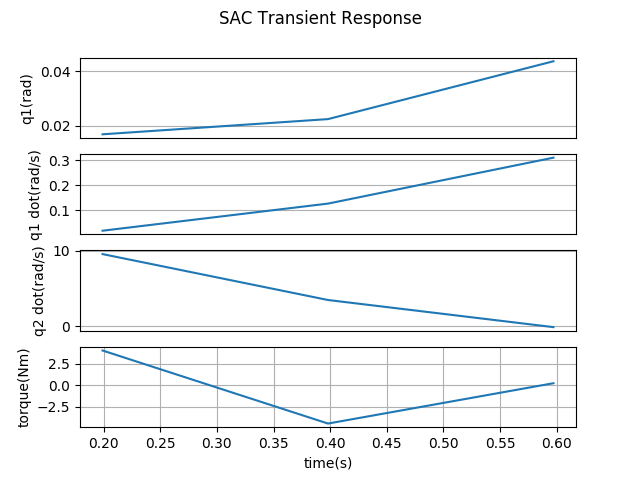 SAC Transient Response
q1(rad)
0.04
0.02
q1 dot(rad/s)
0.3
0.2
0.1
q2 dot(rad/s)
10
0
torque(Nm)
2.5
0.0
−2.5
0.20 0.25 0.30 0.35 0.40 0.45 0.50 0.55 0.60
time(s)